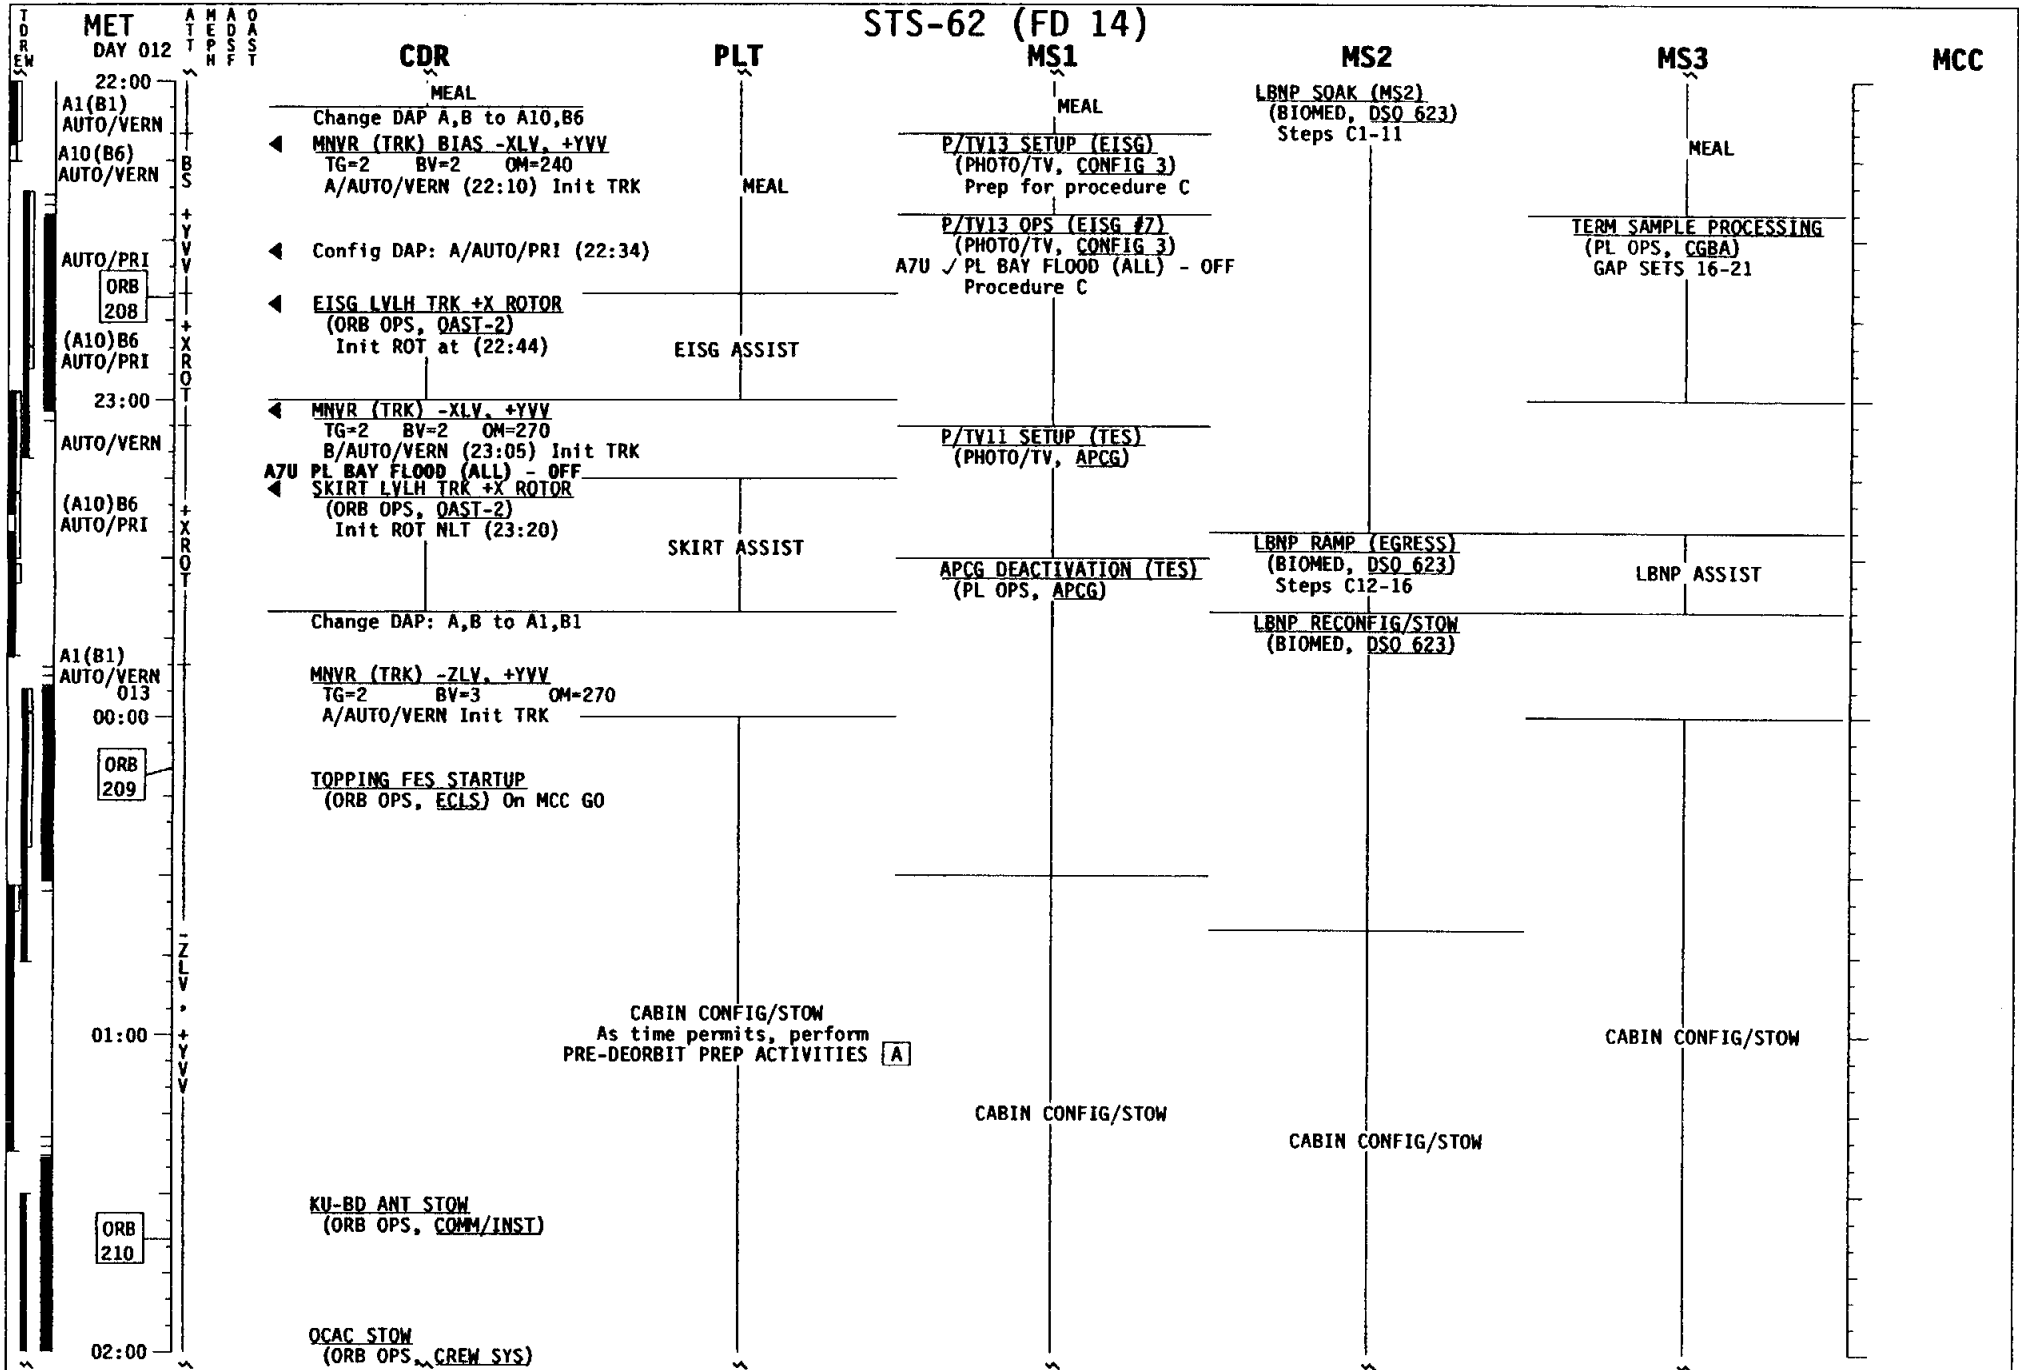 STS-62 (FD 14)
TDRE W
MET
DAY 012
ATT
MEPH
ADSF
OAST
CDR
PLT
MS1
MS2
MS3
MCC
22:00
A1(B1)
AUTO/VERN
A10(B6)
AUTO/VERN
AUTO/PRI
ORB
208
(A10)B6
AUTO/PRI
23:00
AUTO/VERN
(A10)B6
AUTO/PRI
A1(B1)
AUTO/VERN
013
00:00
ORB
209
01:00
ORB
210
02:00
BS +YVV
+XROT
+XROT
-ZLV, +YVV
MEAL
Change DAP A,B to A10,B6
MNVR (TRK) BIAS -XLV, +YVV
TG=2 BV=2 OM=240
A/AUTO/VERN (22:10) Init TRK
Config DAP: A/AUTO/PRI (22:34)
EISG LVLH TRK +X ROTOR
(ORB OPS, OAST-2)
Init ROT at (22:44)
MNVR (TRK) -XLV, +YVV
TG=2 BV=2 OM=270
B/AUTO/VERN (23:05) Init TRK
A7U PL BAY FLOOD (ALL) - OFF
SKIRT LVLH TRK +X ROTOR
(ORB OPS, OAST-2)
Init ROT NLT (23:20)
Change DAP: A,B to A1,B1
MNVR (TRK) -ZLV, +YVV
TG=2 BV=3 OM=270
A/AUTO/VERN Init TRK
TOPPING FES STARTUP
(ORB OPS, ECLS) On MCC GO
KU-BD ANT STOW
(ORB OPS, COMM/INST)
OCAC STOW
(ORB OPS, CREW SYS)
MEAL
EISG ASSIST
SKIRT ASSIST
CABIN CONFIG/STOW
As time permits, perform
PRE-DEORBIT PREP ACTIVITIES A
MEAL
P/TV13 SETUP (EISG)
(PHOTO/TV, CONFIG 3)
Prep for procedure C
P/TV13 OPS (EISG #7)
(PHOTO/TV, CONFIG 3)
A7U ✓ PL BAY FLOOD (ALL) - OFF
Procedure C
P/TV11 SETUP (TES)
(PHOTO/TV, APCG)
APCG DEACTIVATION (TES)
(PL OPS, APCG)
CABIN CONFIG/STOW
LBNP SOAK (MS2)
(BIOMED, DSO 623)
Steps C1-11
LBNP RAMP (EGRESS)
(BIOMED, DSO 623)
Steps C12-16
LBNP RECONFIG/STOW
(BIOMED, DSO 623)
CABIN CONFIG/STOW
MEAL
TERM SAMPLE PROCESSING
(PL OPS, CGBA)
GAP SETS 16-21
LBNP ASSIST
CABIN CONFIG/STOW